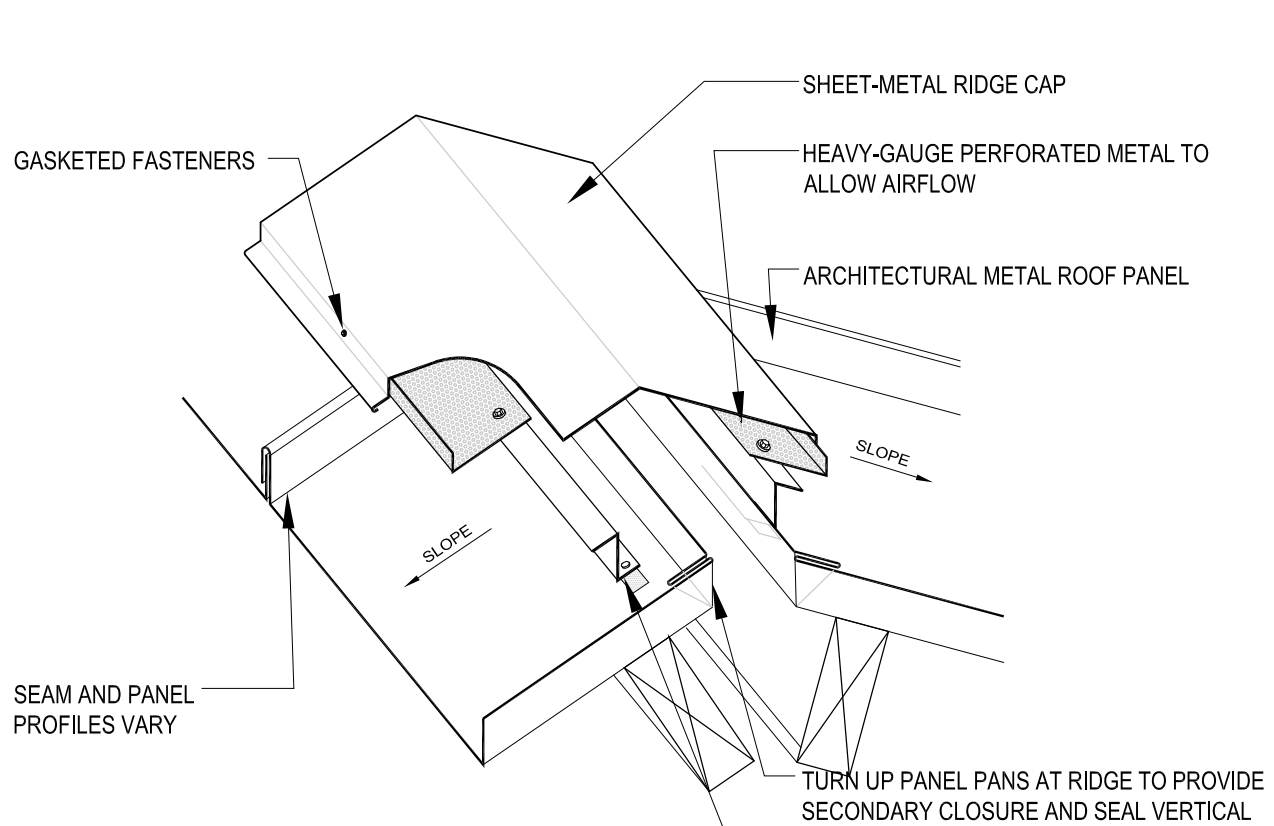 SHEET-METAL RIDGE CAP
GASKETED FASTENERS
HEAVY-GAUGE PERFORATED METAL TO
ALLOW AIRFLOW
ARCHITECTURAL METAL ROOF PANEL
SLOPE
SLOPE
SEAM AND PANEL
PROFILES VARY
TURN UP PANEL PANS AT RIDGE TO PROVIDE
SECONDARY CLOSURE AND SEAL VERTICAL